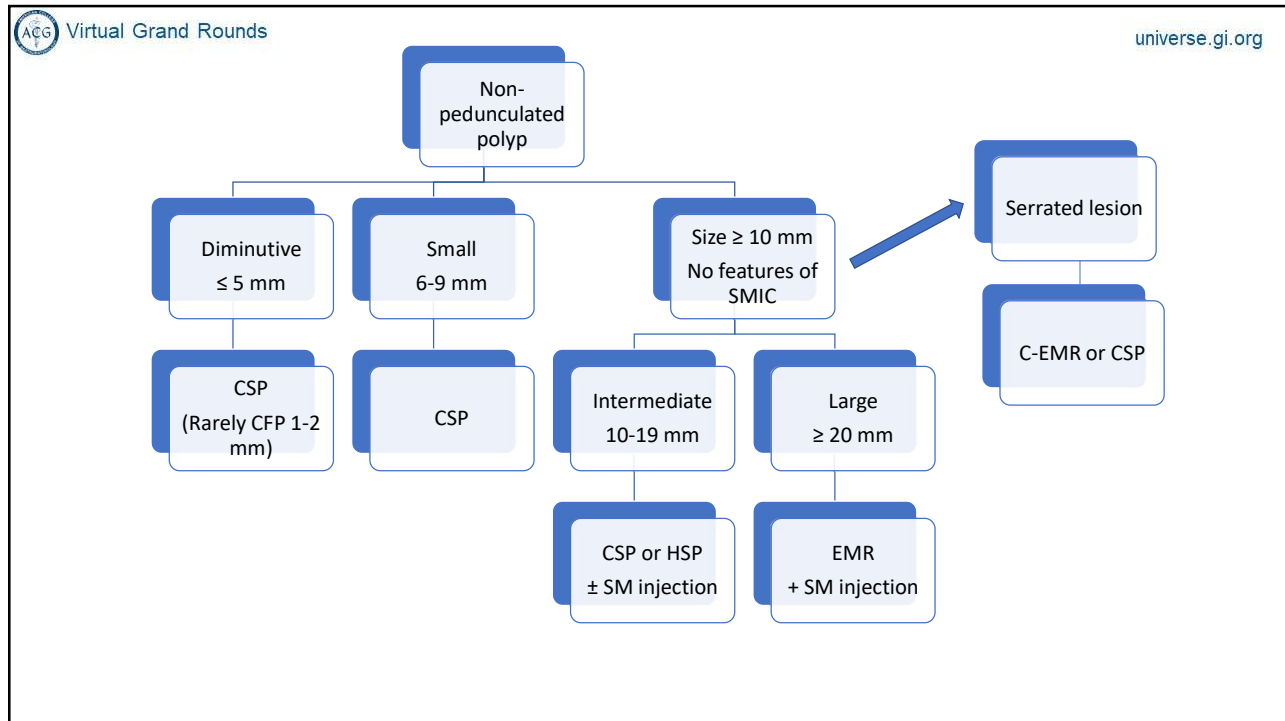 ACG
Virtual Grand Rounds
universe.gi.org
Non-
pedunculated
polyp
Diminutive
≤ 5 mm
Small
6-9 mm
Size ≥ 10 mm
No features of
SMIC
Serrated lesion
CSP
(Rarely CFP 1-2
mm)
CSP
Intermediate
10-19 mm
Large
≥ 20 mm
C-EMR or CSP
CSP or HSP
± SM injection
EMR
+ SM injection